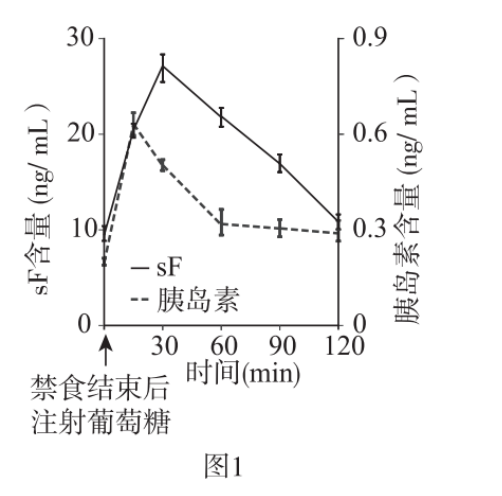 30
20
10
0
sF含量 (ng/ mL)
0.9
0.6
0.3
0
胰岛素含量 (ng/ mL)
sF
胰岛素
30 60 90 120
时间(min)
禁食结束后
注射葡萄糖
图1